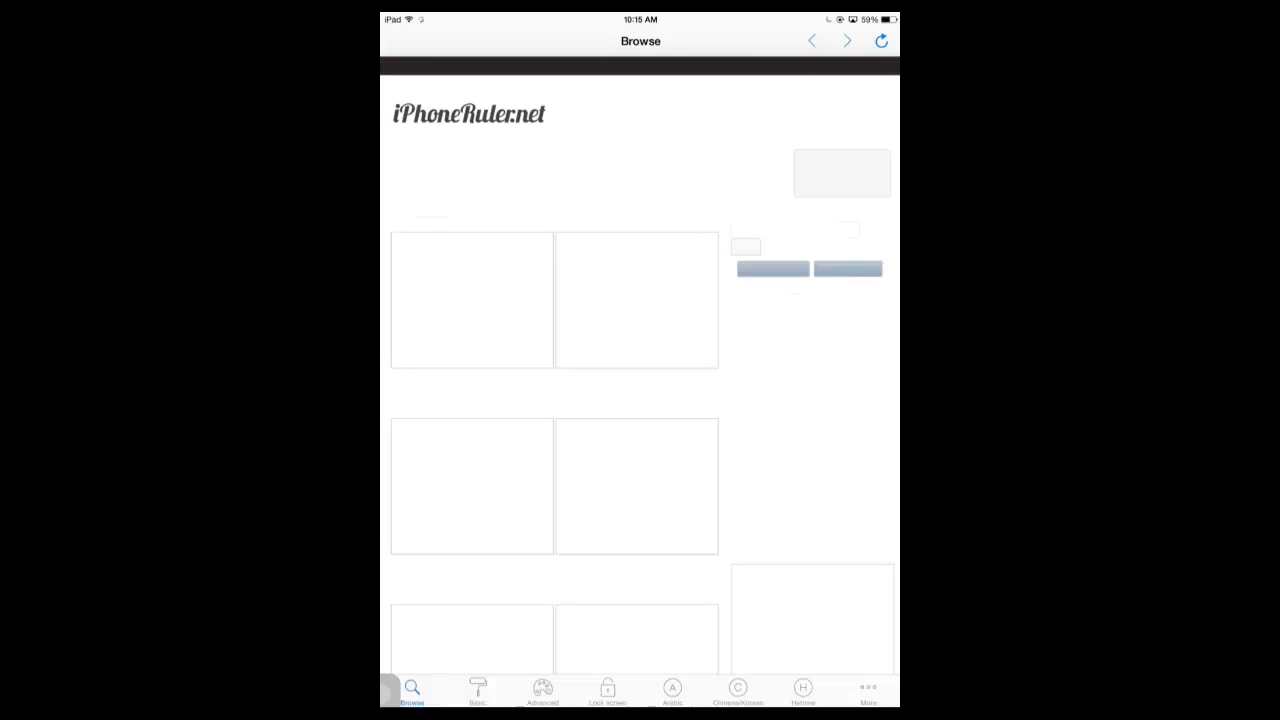 iPad 10:15 AM 59%
Browse
iPhoneRuler.net
A C H
Browse Basic Advanced Lock screen Arabic Chinese/Korean Hebrew More